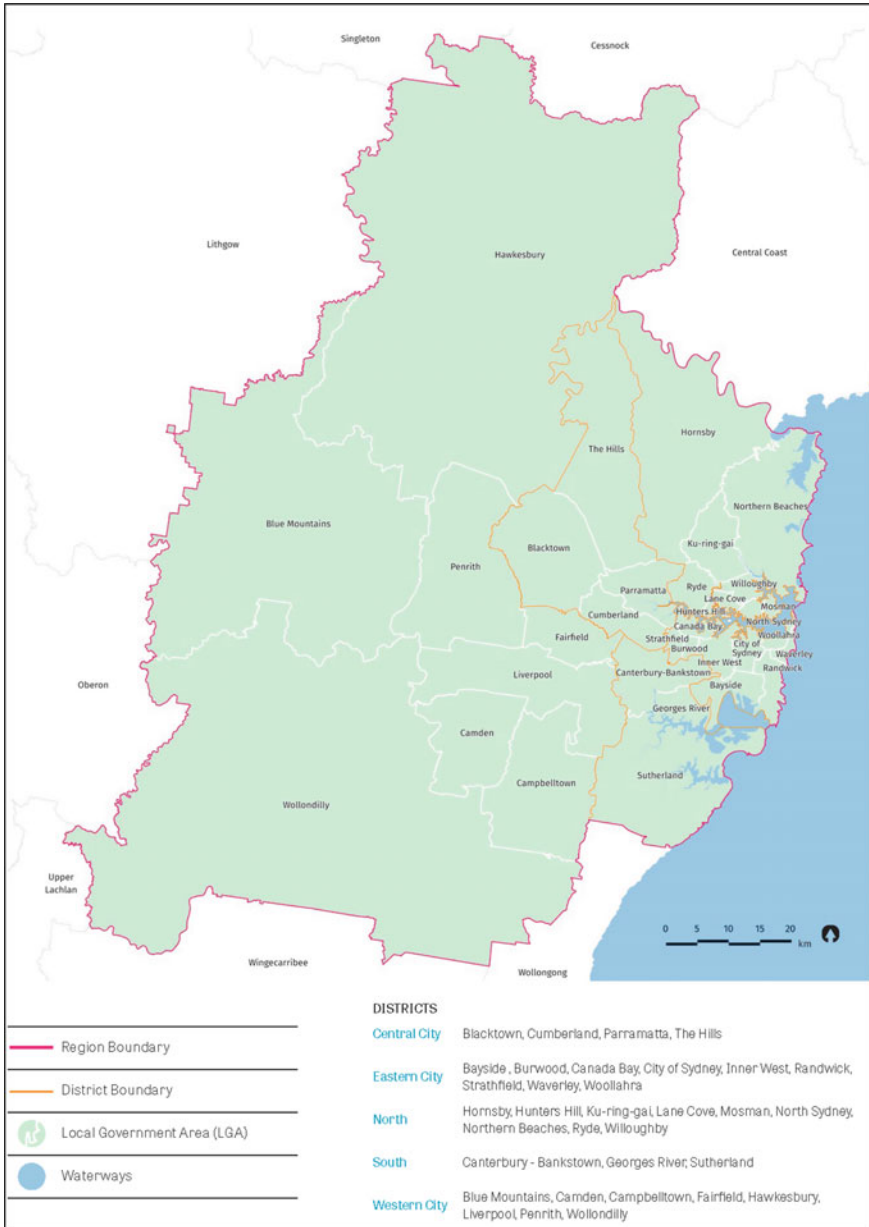 Singleton
Cessnock
Lithgow
Hawkesbury
Central Coast
Hornsby
The Hills
Northern Beaches
Blue Mountains
Ku-ring-gai
Blacktown
Penrith
Willoughby
Parramatta
Ryde
Lane Cove
Mosman
Hunters Hill
Cumberland
North Sydney
Canada Bay
Woollahra
Fairfield
Strathfield
City of
Sydney
Burwood
Waverley
Inner West
Randwick
Liverpool
Canterbury-Bankstown
Oberon
Bayside
Georges River
Camden
Sutherland
Campbelltown
Wollondilly
Upper
Lachlan
0 5 10 15 20
km
Wingecarribee
Wollongong
DISTRICTS
Central City Blacktown, Cumberland, Parramatta, The Hills
Region Boundary
Eastern City Bayside , Burwood, Canada Bay, City of Sydney, Inner West, Randwick,
Strathfield, Waverley, Woollahra
District Boundary
North Hornsby, Hunters Hill, Ku-ring-gai, Lane Cove, Mosman, North Sydney,
Northern Beaches, Ryde, Willoughby
Local Government Area (LGA)
South Canterbury - Bankstown, Georges River, Sutherland
Waterways
Western City Blue Mountains, Camden, Campbelltown, Fairfield, Hawkesbury,
Liverpool, Penrith, Wollondilly